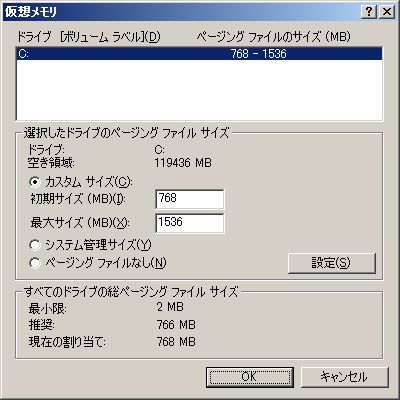 仮想メモリ
ドライブ [ボリューム ラベル](D) ページング ファイルのサイズ (MB)
C: 768 - 1536
選択したドライブのページング ファイル サイズ
ドライブ: C:
空き領域: 119436 MB
カスタム サイズ(C):
初期サイズ (MB)(I): 768
最大サイズ (MB)(X): 1536
システム管理サイズ(Y)
ページング ファイルなし(N) 設定(S)
すべてのドライブの総ページング ファイル サイズ
最小限: 2 MB
推奨: 766 MB
現在の割り当て: 768 MB
OK キャンセル